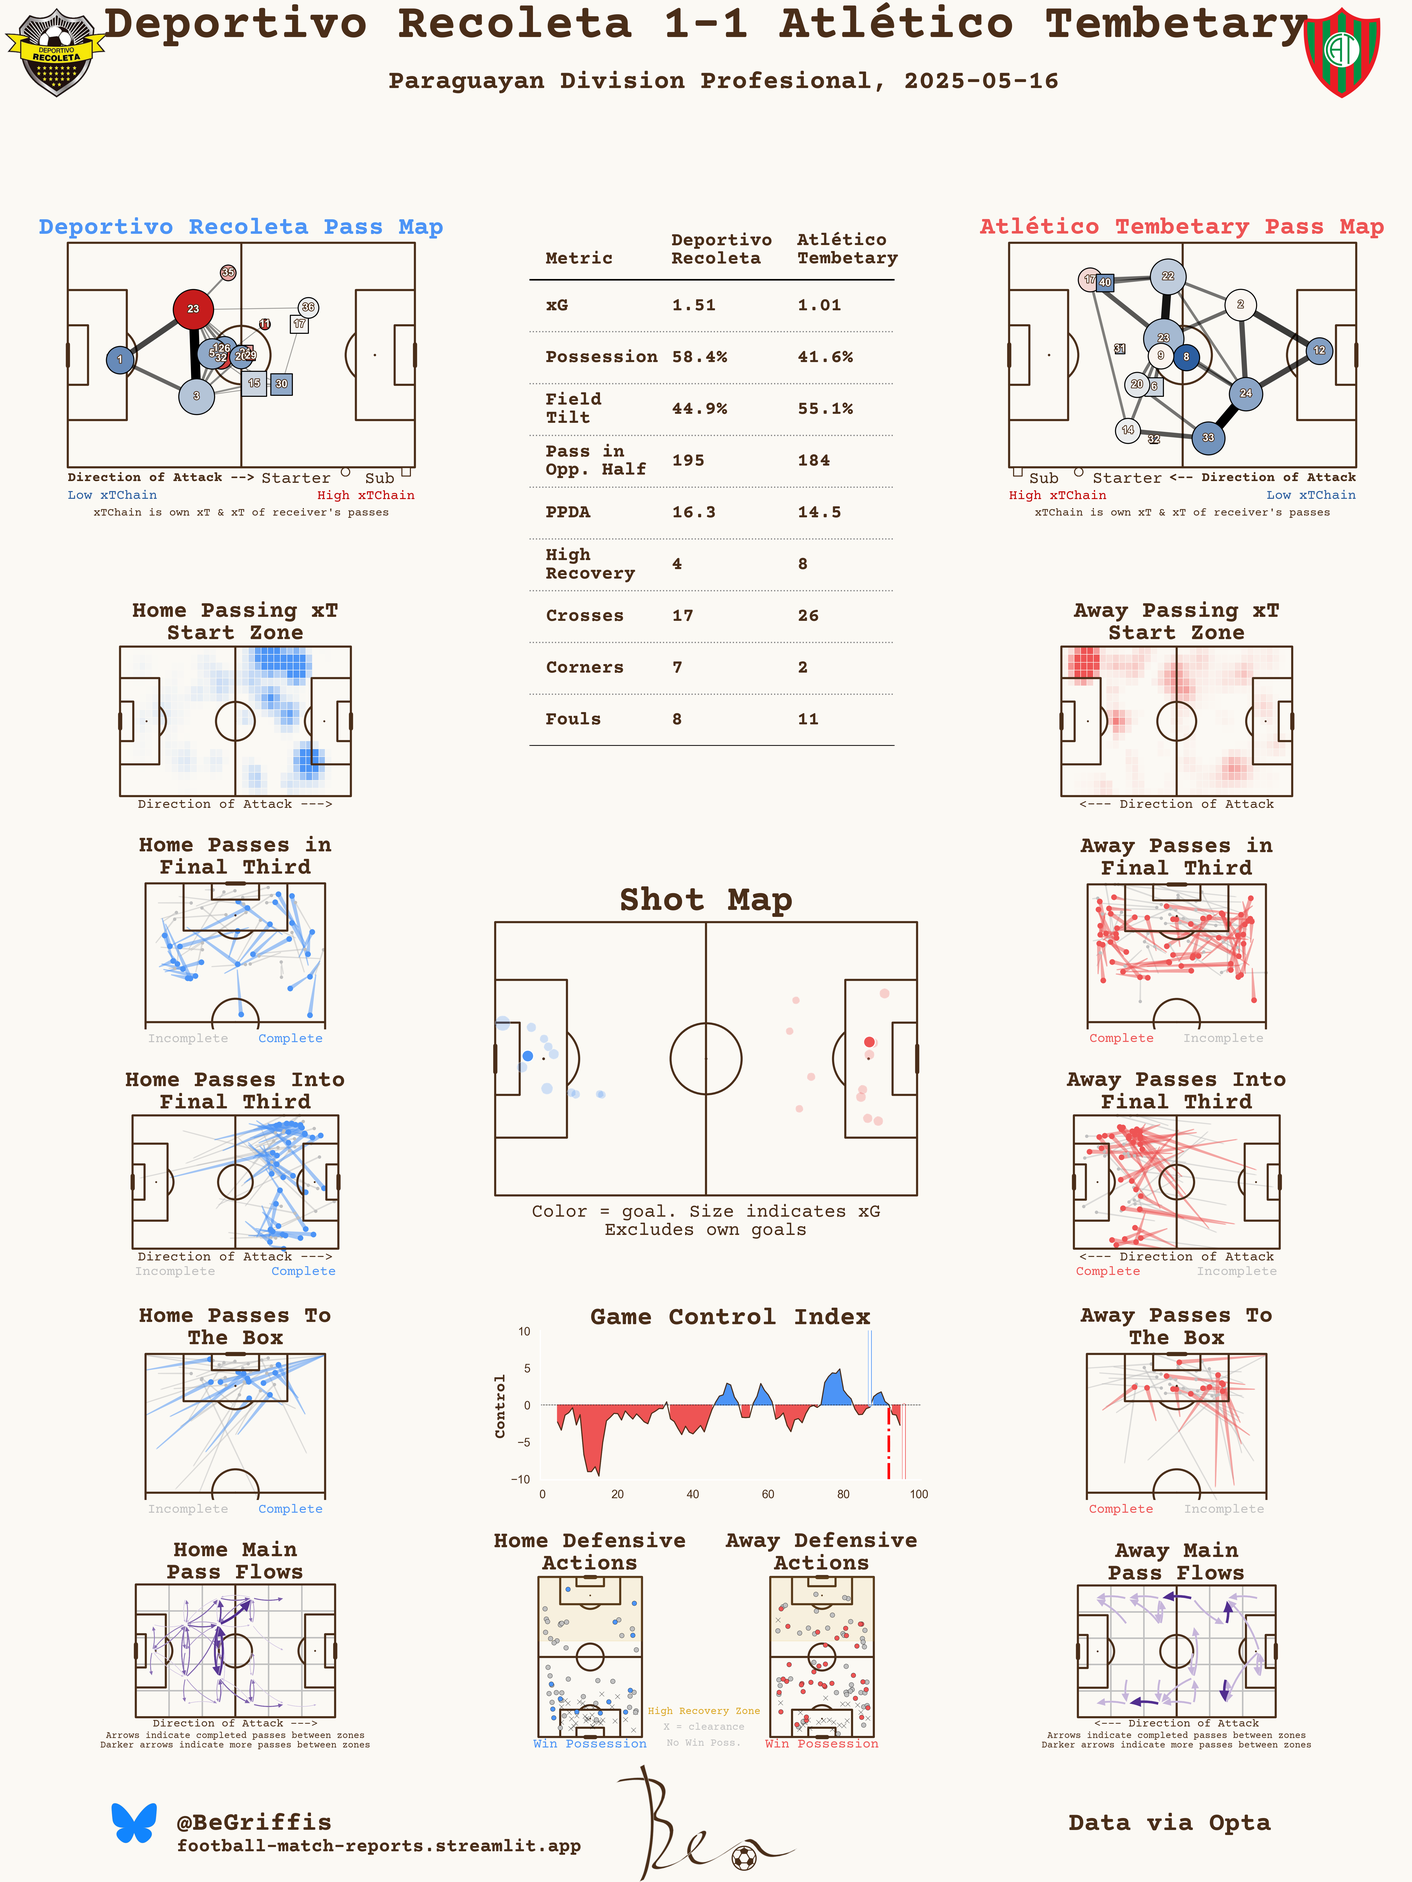 Deportivo Recoleta 1-1 Atlético Tembetary
Paraguayan Division Profesional, 2025-05-16
DEPORTIVO
RECOLETA
Deportivo Recoleta Pass Map
35
23
36
11
17
1
3
15
30
Direction of Attack --> Starter Sub
Low xTChain High xTChain
xTChain is own xT & xT of receiver's passes
Metric Deportivo Recoleta Atlético Tembetary
xG 1.51 1.01
Possession 58.4% 41.6%
Field Tilt 44.9% 55.1%
Pass in Opp. Half 195 184
PPDA 16.3 14.5
High Recovery 4 8
Crosses 17 26
Corners 7 2
Fouls 8 11
Atlético Tembetary Pass Map
17
40
22
2
23
31
9
8
12
20
6
24
14
32
33
Sub Starter <-- Direction of Attack
High xTChain Low xTChain
xTChain is own xT & xT of receiver's passes
Home Passing xT
Start Zone
Direction of Attack --->
Away Passing xT
Start Zone
<--- Direction of Attack
Home Passes in
Final Third
Incomplete Complete
Away Passes in
Final Third
Complete Incomplete
Shot Map
Color = goal. Size indicates xG
Excludes own goals
Home Passes Into
Final Third
Direction of Attack --->
Incomplete Complete
Away Passes Into
Final Third
<--- Direction of Attack
Complete Incomplete
Home Passes To
The Box
Incomplete Complete
Game Control Index
Control
10
5
0
−5
−10
0 20 40 60 80 100
Away Passes To
The Box
Complete Incomplete
Home Main
Pass Flows
Direction of Attack --->
Arrows indicate completed passes between zones
Darker arrows indicate more passes between zones
Home Defensive
Actions
Win Possession
Away Defensive
Actions
Win Possession
High Recovery Zone
X = clearance
No Win Poss.
Away Main
Pass Flows
<--- Direction of Attack
Arrows indicate completed passes between zones
Darker arrows indicate more passes between zones
@BeGriffis
football-match-reports.streamlit.app
Ben
Data via Opta